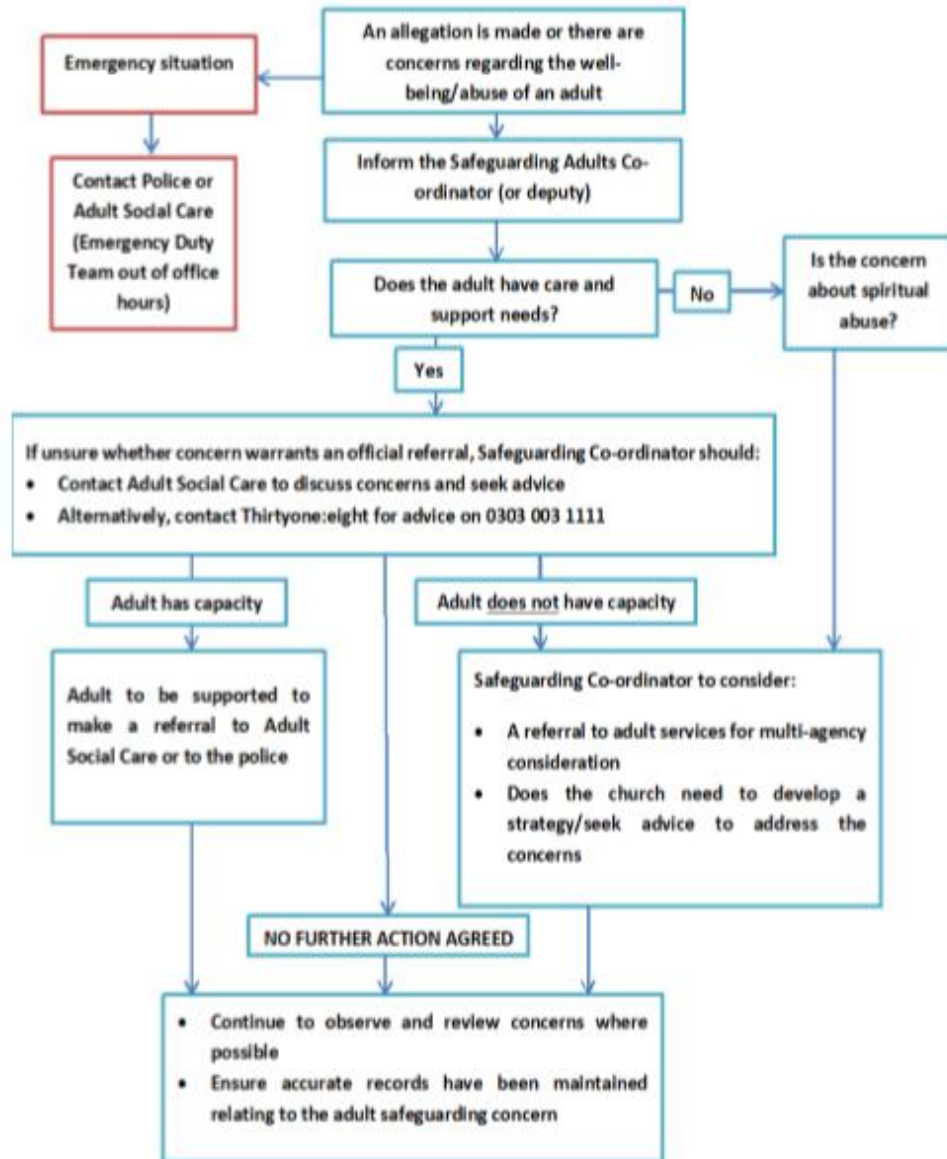 An allegation is made or there are
concerns regarding the well-
being/abuse of an adult
Emergency situation
Contact Police or
Adult Social Care
(Emergency Duty
Team out of office
hours)
Inform the Safeguarding Adults Co-
ordinator (or deputy)
Does the adult have care and
support needs?
No
Is the concern
about spiritual
abuse?
Yes
If unsure whether concern warrants an official referral, Safeguarding Co-ordinator should:
• Contact Adult Social Care to discuss concerns and seek advice
• Alternatively, contact Thirtyone:eight for advice on 0303 003 1111
Adult has capacity
Adult does not have capacity
Adult to be supported to
make a referral to Adult
Social Care or to the police
Safeguarding Co-ordinator to consider:
• A referral to adult services for multi-agency
consideration
• Does the church need to develop a
strategy/seek advice to address the
concerns
NO FURTHER ACTION AGREED
• Continue to observe and review concerns where
possible
• Ensure accurate records have been maintained
relating to the adult safeguarding concern